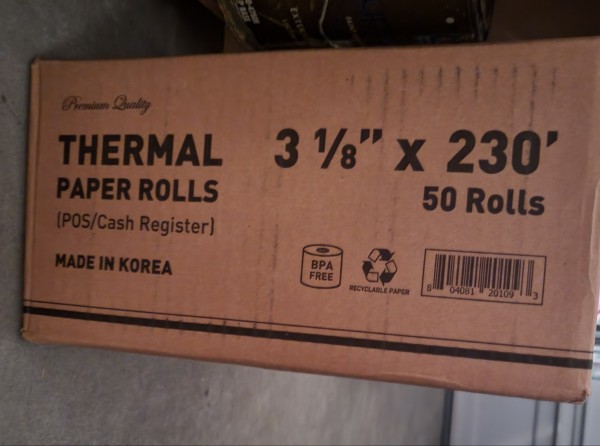 Premium Quality
THERMAL
PAPER ROLLS
(POS/Cash Register)
MADE IN KOREA
3 ⅛” x 230’
50 Rolls
BPA
FREE
RECYCLABLE PAPER
8 04081 20109 3